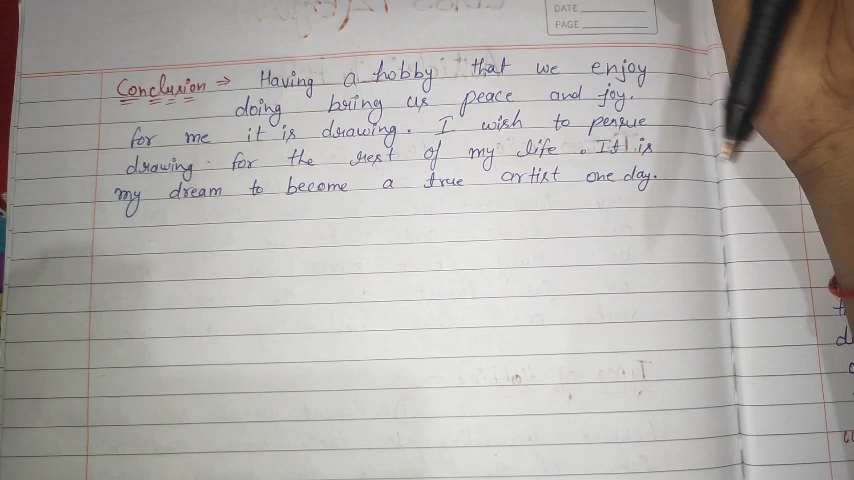 DATE
PAGE
Conclusion → Having a hobby that we enjoy
doing bring us peace and joy.
for me it is drawing. I wish to persue
drawing for the rest of my life. It is
my dream to become a true artist one day.